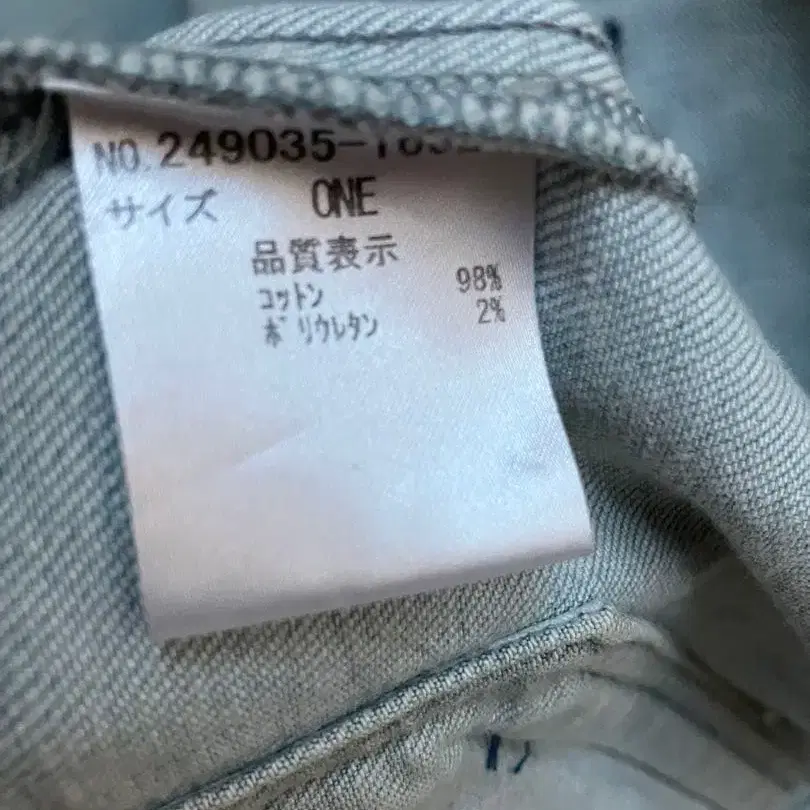 NO. 249035-
サイズ ONE
品質表示
コットン 98%
ポリウレタン 2%